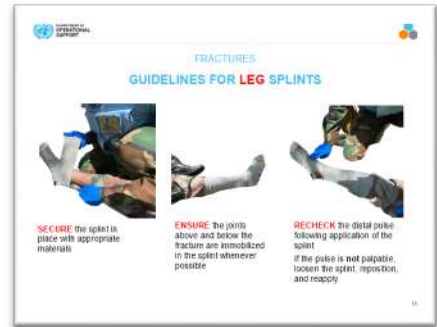 OPERATIONAL
SUPPORT
FRACTURES
GUIDELINES FOR LEG SPLINTS
SECURE the splint in
place with appropriate
materials
ENSURE the joints
above and below the
fracture are immobilized
in the splint whenever
possible
RECHECK the distal pulse
following application of the
splint
If the pulse is not palpable,
loosen the splint, reposition,
and reapply